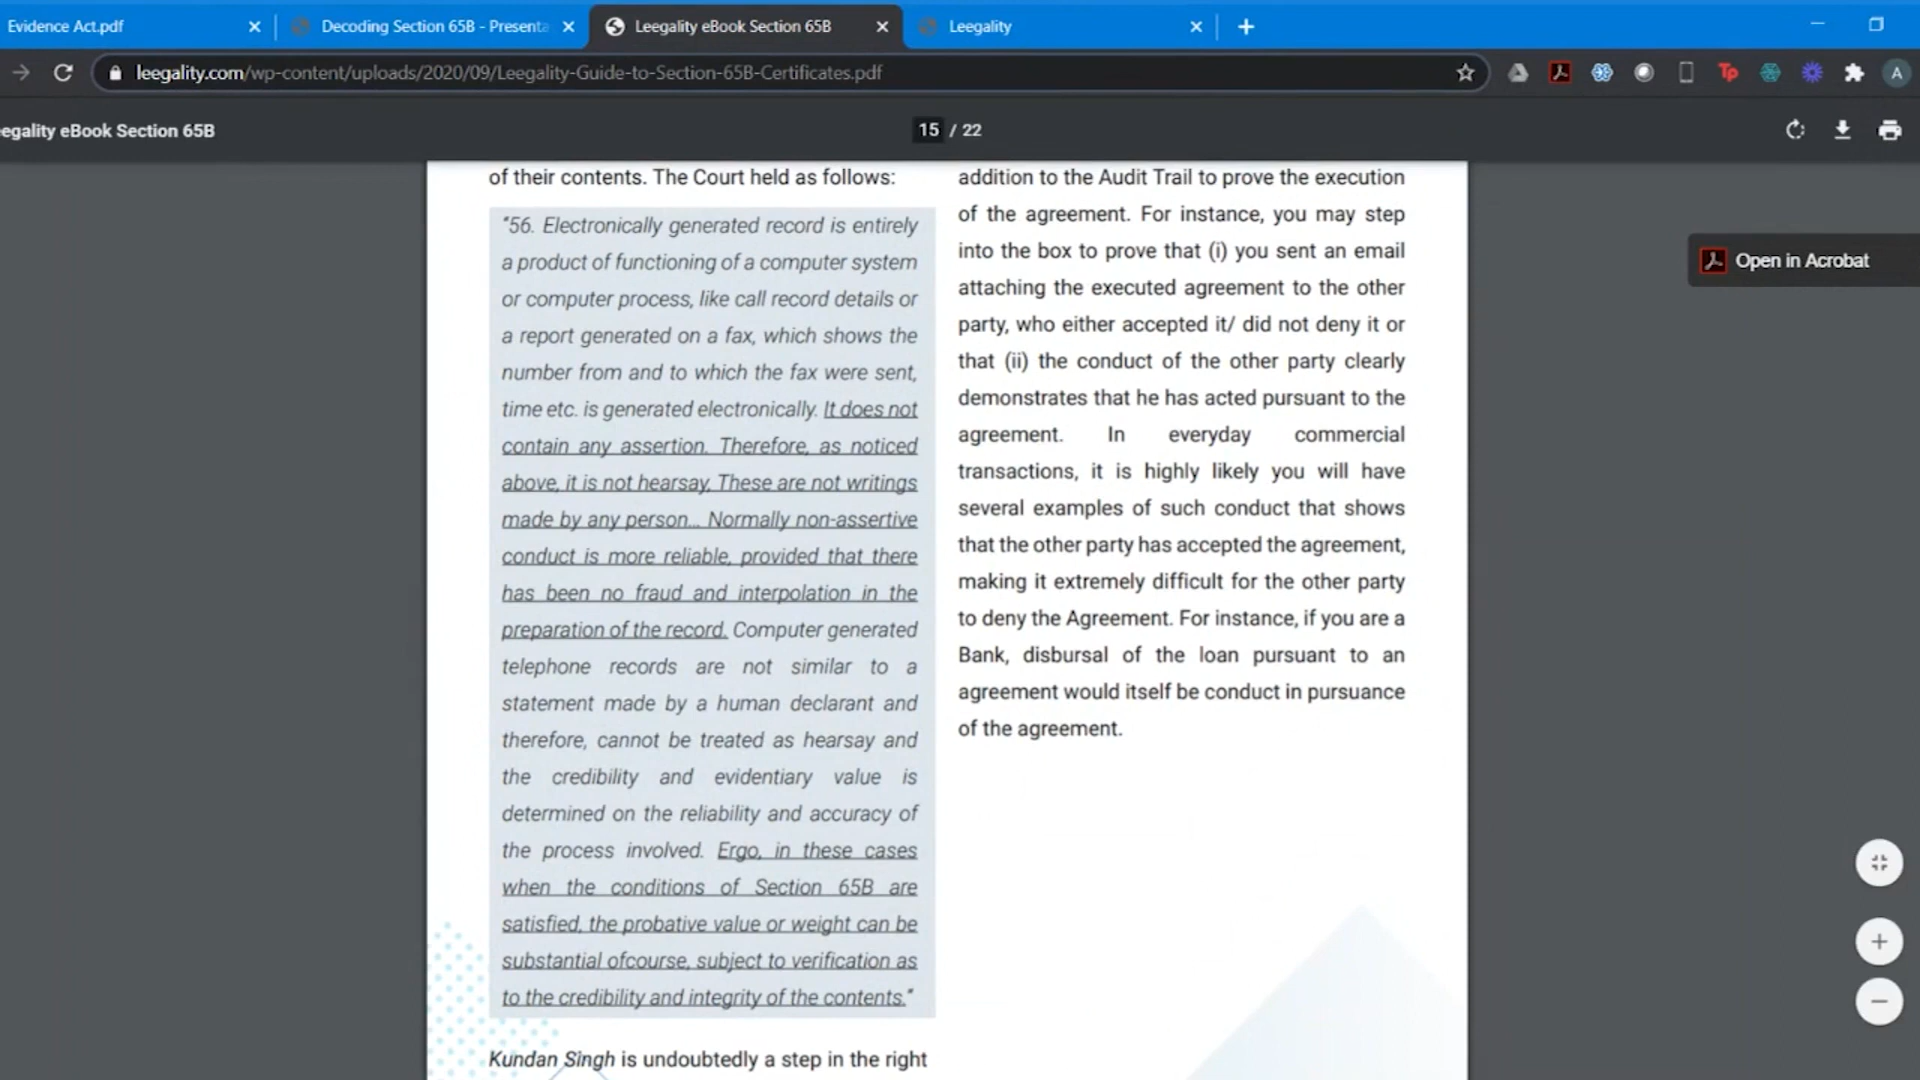 Evidence Act.pdf
Decoding Section 65B - Presenta
Leegality eBook Section 65B
Leegality
leegality.com/wp-content/uploads/2020/09/Leegality-Guide-to-Section-65B-Certificates.pdf
Tp
A
egality eBook Section 65B
15 / 22
Open in Acrobat
of their contents. The Court held as follows:
"56. Electronically generated record is entirely
a product of functioning of a computer system
or computer process, like call record details or
a report generated on a fax, which shows the
number from and to which the fax were sent,
time etc. is generated electronically. It does not
contain any assertion. Therefore, as noticed
above, it is not hearsay, These are not writings
made by any person... Normally non-assertive
conduct is more reliable, provided that there
has been no fraud and interpolation in the
preparation of the record. Computer generated
telephone records are not similar to a
statement made by a human declarant and
therefore, cannot be treated as hearsay and
the credibility and evidentiary value is
determined on the reliability and accuracy of
the process involved. Ergo, in these cases
when the conditions of Section 65B are
satisfied, the probative value or weight can be
substantial ofcourse, subject to verification as
to the credibility and integrity of the contents."
Kundan Singh is undoubtedly a step in the right
addition to the Audit Trail to prove the execution
of the agreement. For instance, you may step
into the box to prove that (i) you sent an email
attaching the executed agreement to the other
party, who either accepted it/ did not deny it or
that (ii) the conduct of the other party clearly
demonstrates that he has acted pursuant to the
agreement. In everyday commercial
transactions, it is highly likely you will have
several examples of such conduct that shows
that the other party has accepted the agreement,
making it extremely difficult for the other party
to deny the Agreement. For instance, if you are a
Bank, disbursal of the loan pursuant to an
agreement would itself be conduct in pursuance
of the agreement.